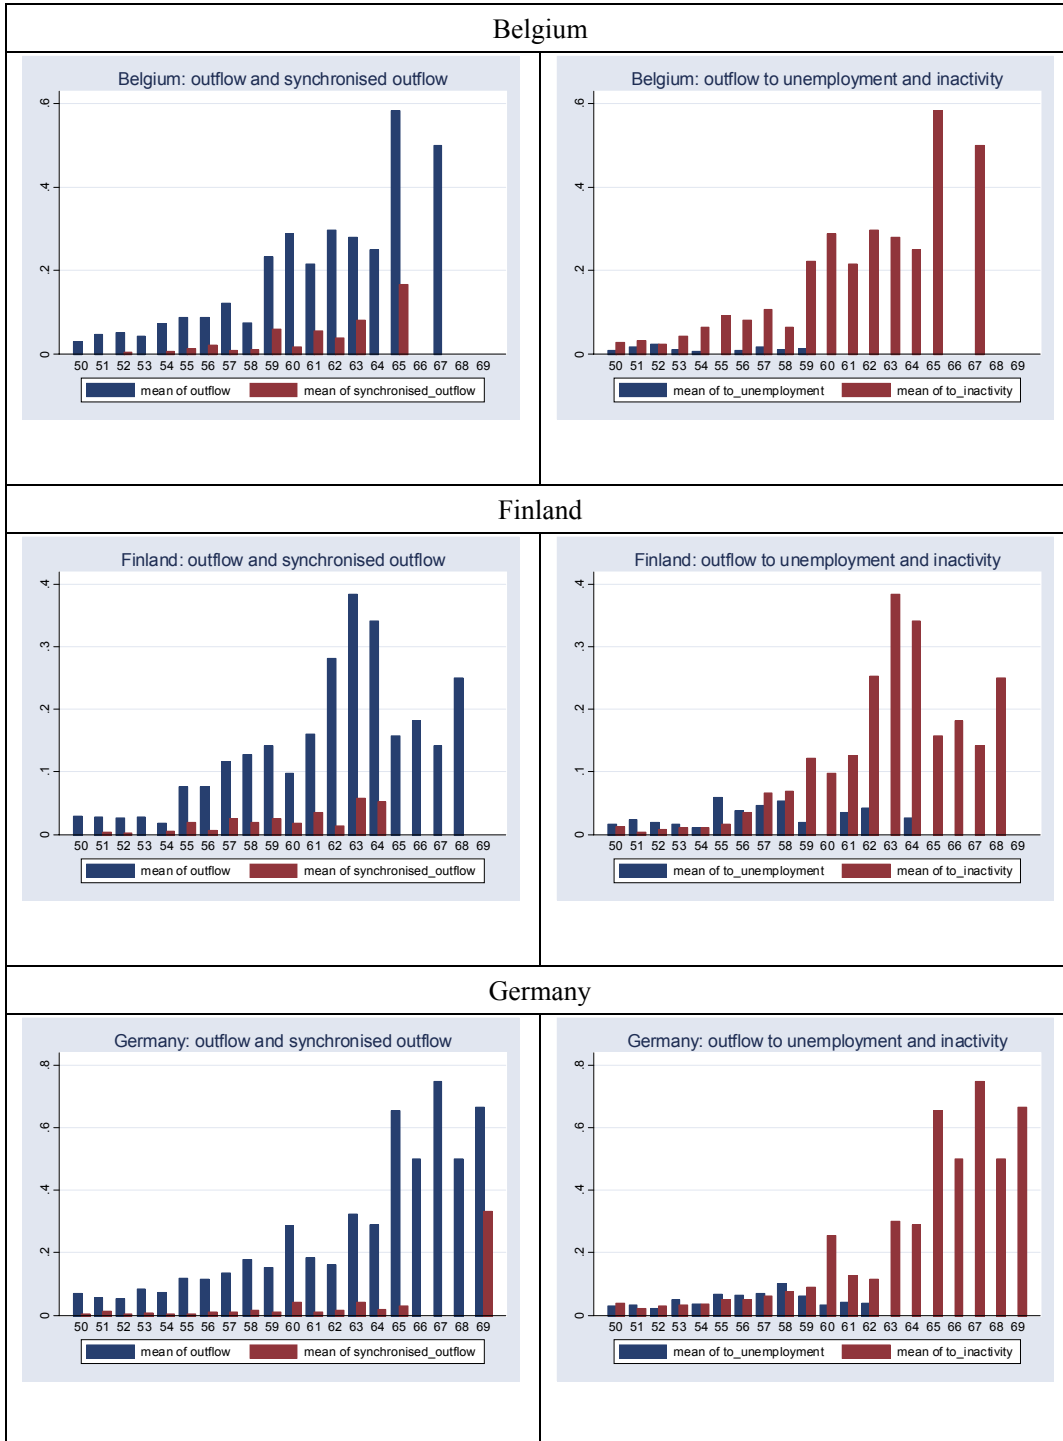 Belgium
Belgium: outflow and synchronised outflow
.6
.4
.2
0
50 51 52 53 54 55 56 57 58 59 60 61 62 63 64 65 66 67 68 69
mean of outflow mean of synchronised_outflow
Belgium: outflow to unemployment and inactivity
.6
.4
.2
0
50 51 52 53 54 55 56 57 58 59 60 61 62 63 64 65 66 67 68 69
mean of to_unemployment mean of to_inactivity
Finland
Finland: outflow and synchronised outflow
.4
.3
.2
.1
0
50 51 52 53 54 55 56 57 58 59 60 61 62 63 64 65 66 67 68 69
mean of outflow mean of synchronised_outflow
Finland: outflow to unemployment and inactivity
.4
.3
.2
.1
0
50 51 52 53 54 55 56 57 58 59 60 61 62 63 64 65 66 67 68 69
mean of to_unemployment mean of to_inactivity
Germany
Germany: outflow and synchronised outflow
.8
.6
.4
.2
0
50 51 52 53 54 55 56 57 58 59 60 61 62 63 64 65 66 67 68 69
mean of outflow mean of synchronised_outflow
Germany: outflow to unemployment and inactivity
.8
.6
.4
.2
0
50 51 52 53 54 55 56 57 58 59 60 61 62 63 64 65 66 67 68 69
mean of to_unemployment mean of to_inactivity